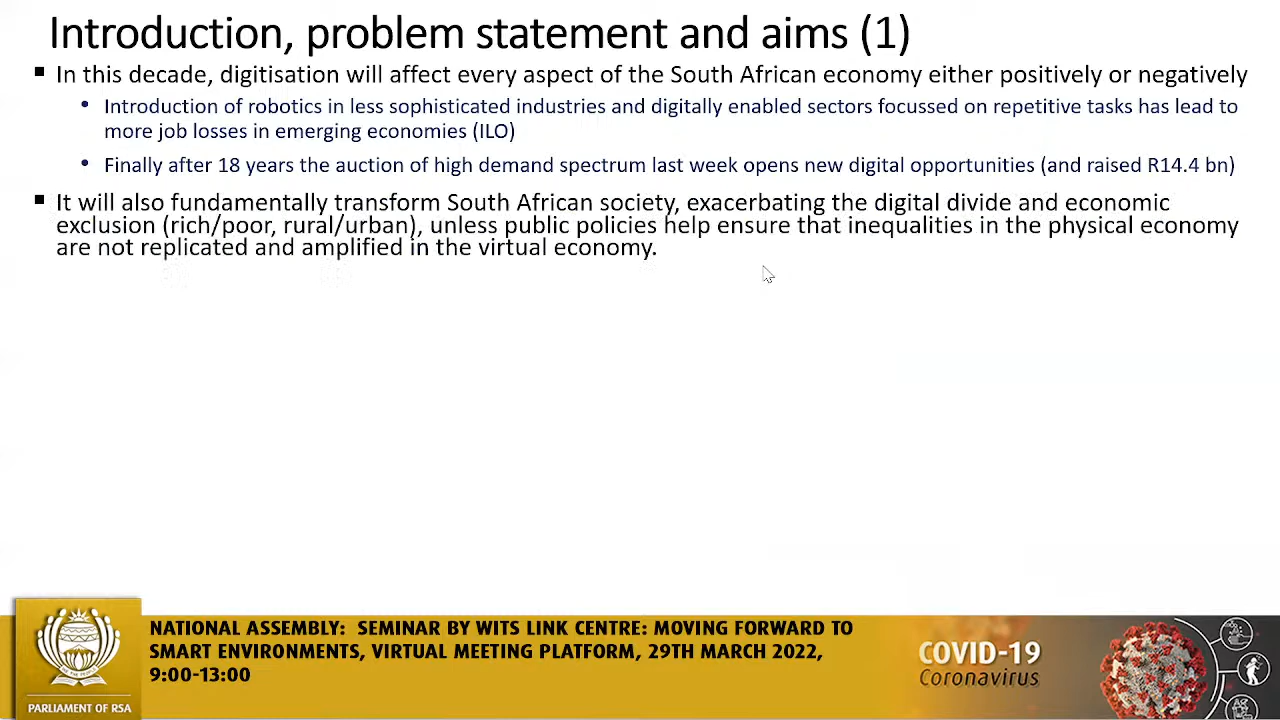 Introduction, problem statement and aims (1)
▪ In this decade, digitisation will affect every aspect of the South African economy either positively or negatively
• Introduction of robotics in less sophisticated industries and digitally enabled sectors focussed on repetitive tasks has lead to
more job losses in emerging economies (ILO)
• Finally after 18 years the auction of high demand spectrum last week opens new digital opportunities (and raised R14.4 bn)
▪ It will also fundamentally transform South African society, exacerbating the digital divide and economic
exclusion (rich/poor, rural/urban), unless public policies help ensure that inequalities in the physical economy
are not replicated and amplified in the virtual economy.
NATIONAL ASSEMBLY: SEMINAR BY WITS LINK CENTRE: MOVING FORWARD TO
SMART ENVIRONMENTS, VIRTUAL MEETING PLATFORM, 29TH MARCH 2022,
9:00-13:00
PARLIAMENT OF RSA
COVID-19
Coronavirus